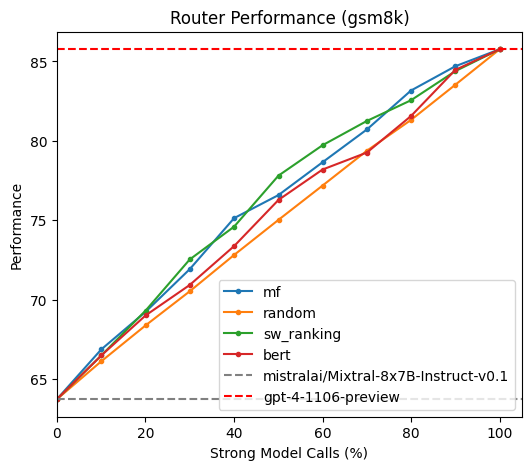 Router Performance (gsm8k)
Performance
85
80
75
70
65
0
20
40
60
80
100
Strong Model Calls (%)
mf
random
sw_ranking
bert
mistralai/Mixtral-8x7B-Instruct-v0.1
gpt-4-1106-preview